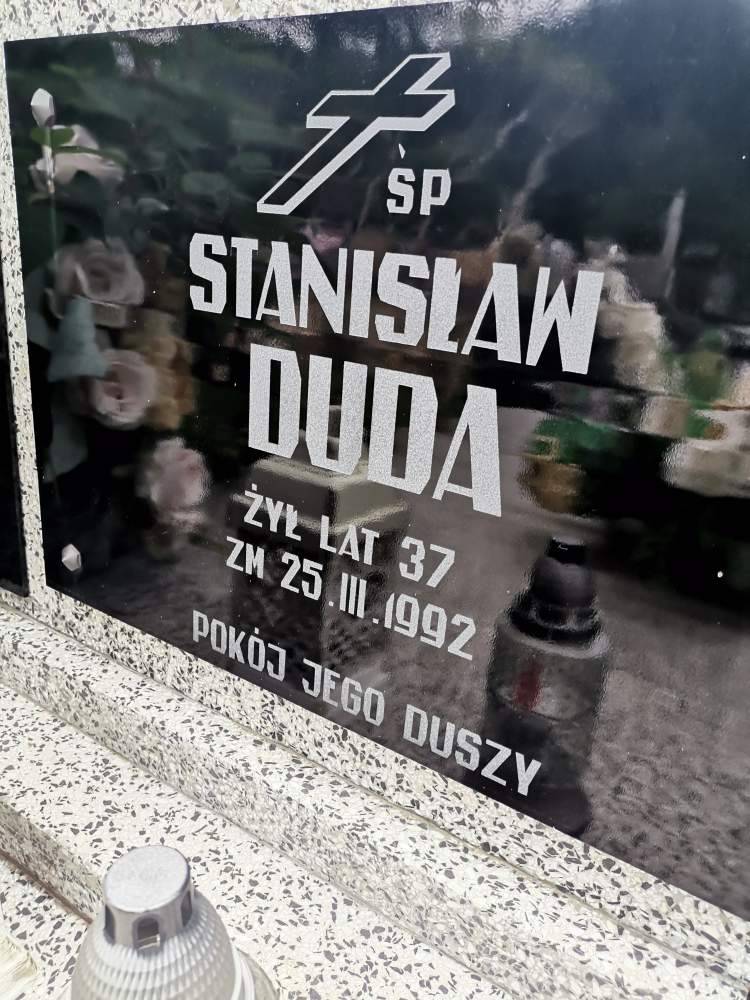 ŚP
STANISŁAW
DUDA
ŻYŁ LAT 37
ZM 25.III.1992
POKÓJ JEGO DUSZY